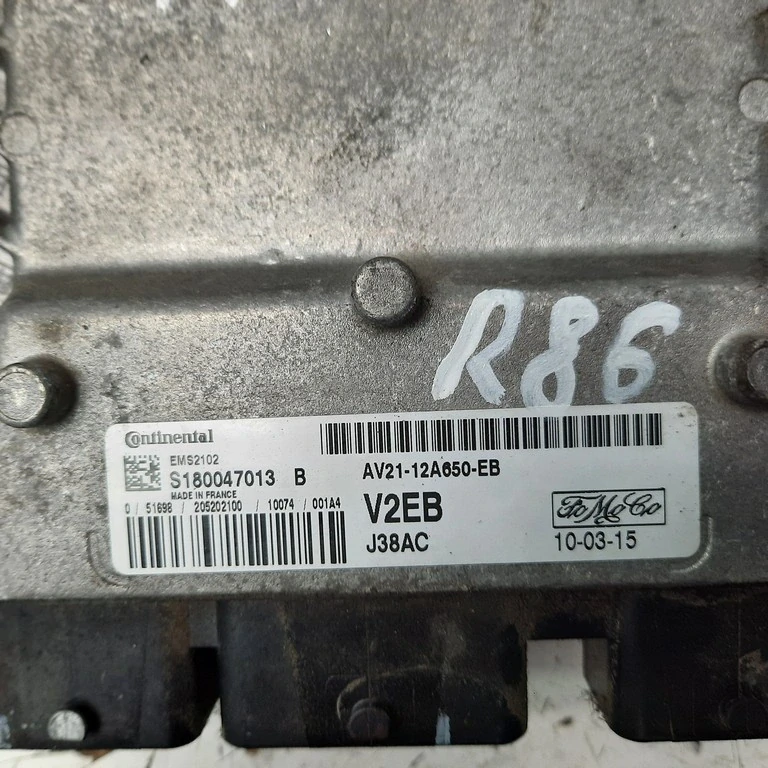 R86
Continental
EMS2102
S180047013 B
MADE IN FRANCE
0 / 51698 / 205202100 / 10074 / 001A4
AV21-12A650-EB
V2EB
J38AC
FoMoCo
10-03-15